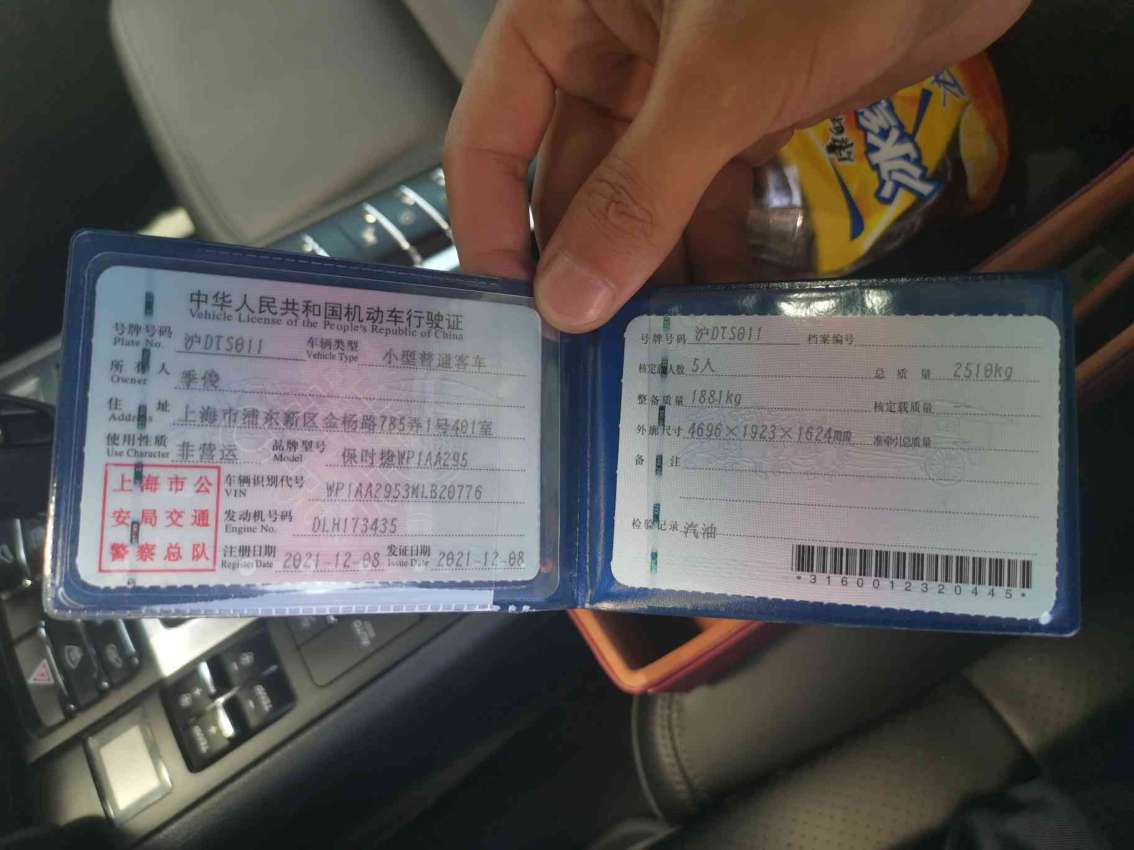 中华人民共和国机动车行驶证
Vehicle License of the People's Republic of China
号牌号码 沪DTS011 车辆类型 小型普通客车
Plate No. Vehicle Type
所有人 季俊
Owner
住址 上海市浦东新区金杨路785弄1号401室
Address
使用性质 非营运 品牌型号 保时捷WP1AA295
Use Character Model
上海市公
安局交通
警察总队
车辆识别代号 WP1AA2953MLB20776
VIN
发动机号码 DLH173435
Engine No.
注册日期 2021-12-08 发证日期 2021-12-08
Register Date Issue Date
号牌号码 沪DTS011 档案编号
核定载人数 5人 总质量 2510kg
整备质量 1881kg 核定载质量
外廓尺寸 4696×1923×1624mm 准牵引总质量
备注
检验记录 汽油
*3160012320445*